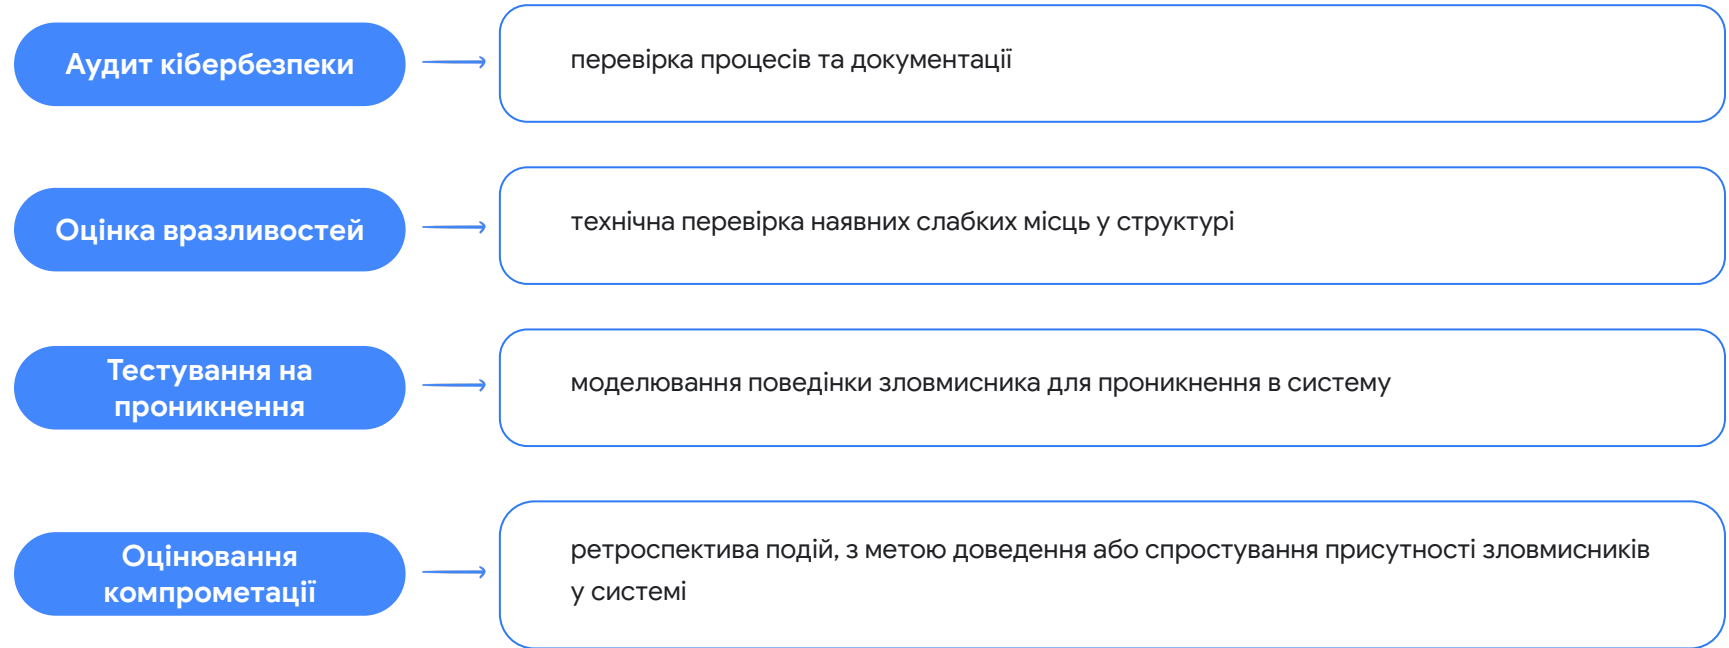 Аудит кібербезпеки
перевірка процесів та документації
Оцінка вразливостей
технічна перевірка наявних слабких місць у структурі
Тестування на
проникнення
моделювання поведінки зловмисника для проникнення в систему
Оцінювання
компрометації
ретроспектива подій, з метою доведення або спростування присутності зловмисників
у системі